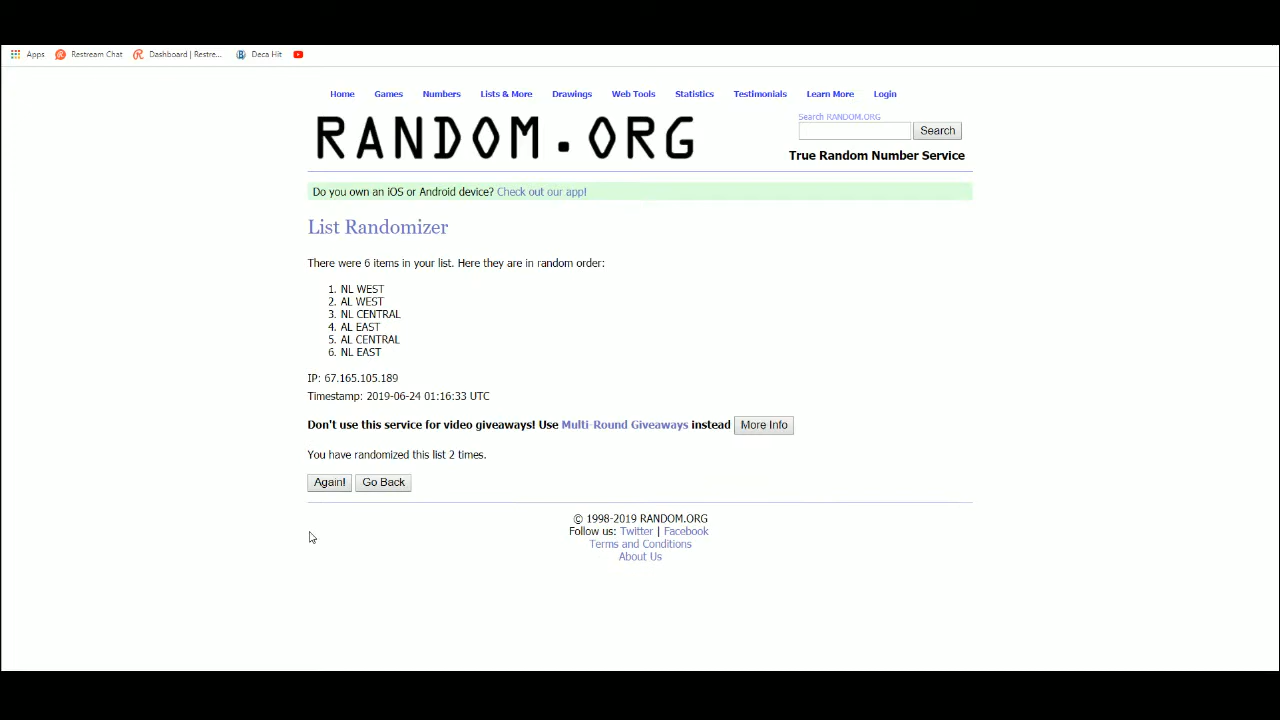 Apps Restream Chat Dashboard | Restre... Deca Hit
Home Games Numbers Lists & More Drawings Web Tools Statistics Testimonials Learn More Login
RANDOM.ORG
Search RANDOM.ORG
Search
True Random Number Service
Do you own an iOS or Android device? Check out our app!
List Randomizer
There were 6 items in your list. Here they are in random order:
1. NL WEST
2. AL WEST
3. NL CENTRAL
4. AL EAST
5. AL CENTRAL
6. NL EAST
IP: 67.165.105.189
Timestamp: 2019-06-24 01:16:33 UTC
Don't use this service for video giveaways! Use Multi-Round Giveaways instead More Info
You have randomized this list 2 times.
Again! Go Back
© 1998-2019 RANDOM.ORG
Follow us: Twitter | Facebook
Terms and Conditions
About Us